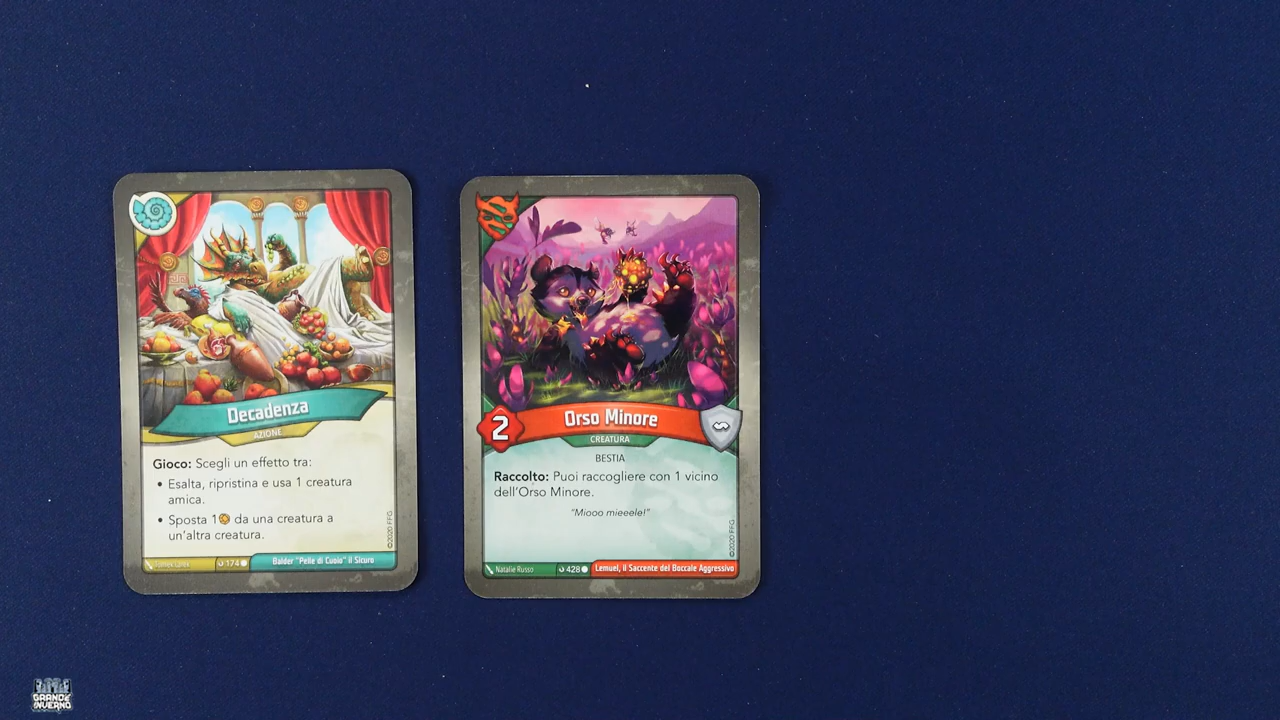 Decadenza
AZIONE
Gioco: Scegli un effetto tra:
• Esalta, ripristina e usa 1 creatura
amica.
• Sposta 1 da una creatura a
un'altra creatura.
©2020 FFG
174
Balder "Pelle di Cuoio" il Sicuro
2
Orso Minore
CREATURA
BESTIA
Raccolto: Puoi raccogliere con 1 vicino
dell'Orso Minore.
"Miooo mieeele!"
©2020 FFG
Natalie Russo
428
Lemuel, il Saccente del Boccale Aggressivo
GRANDE
INVERNO